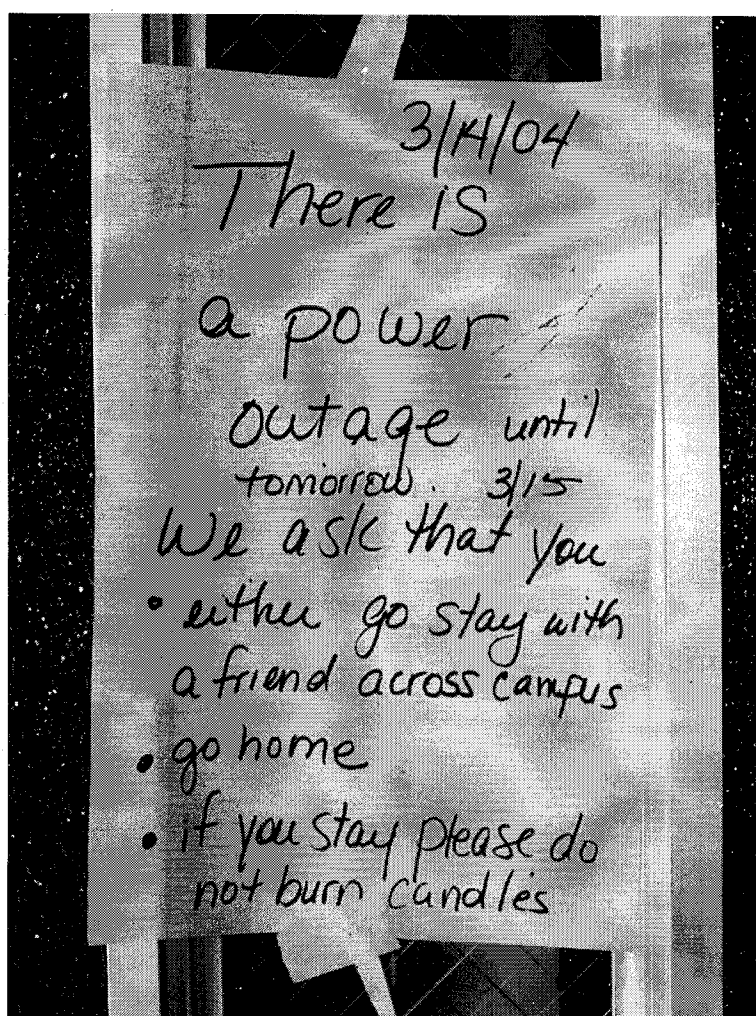 3/14/04
There is
a power
outage until
tomorrow. 3/15
We ask that you
• either go stay with
a friend across campus
• go home
• if you stay please do
not burn candles